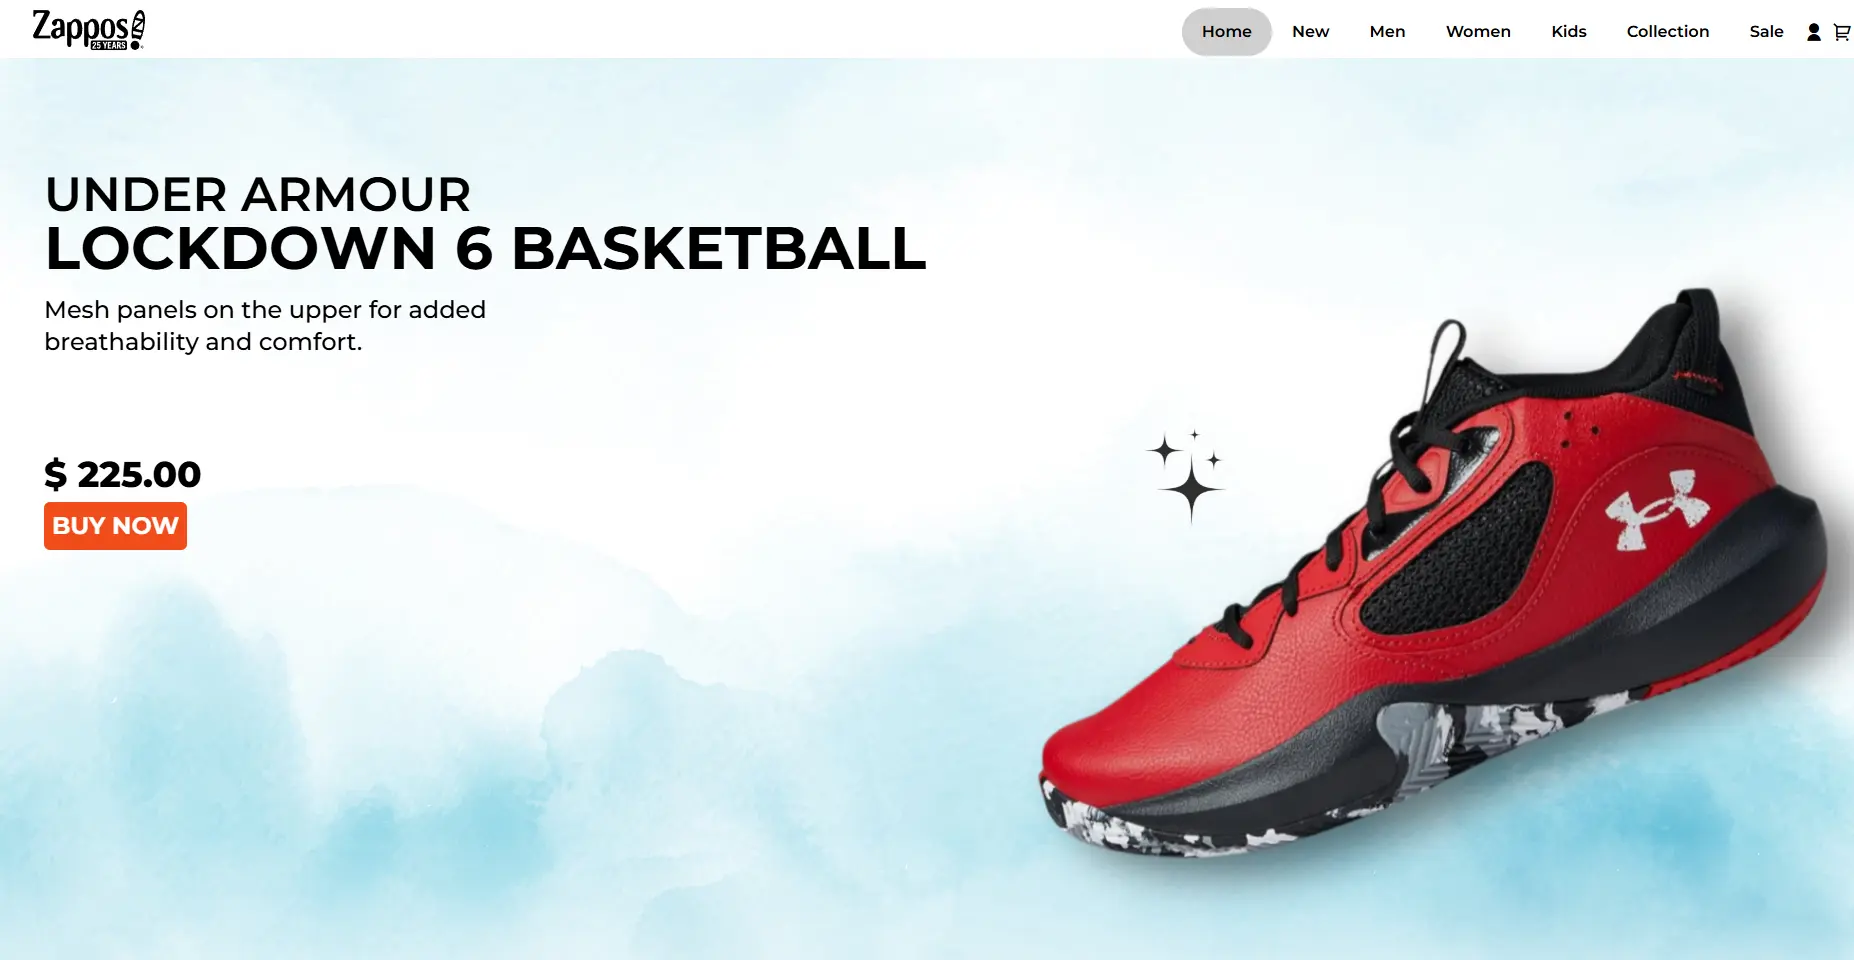 Zappos
25 YEARS
Home New Men Women Kids Collection Sale
UNDER ARMOUR
LOCKDOWN 6 BASKETBALL
Mesh panels on the upper for added
breathability and comfort.
$ 225.00
BUY NOW